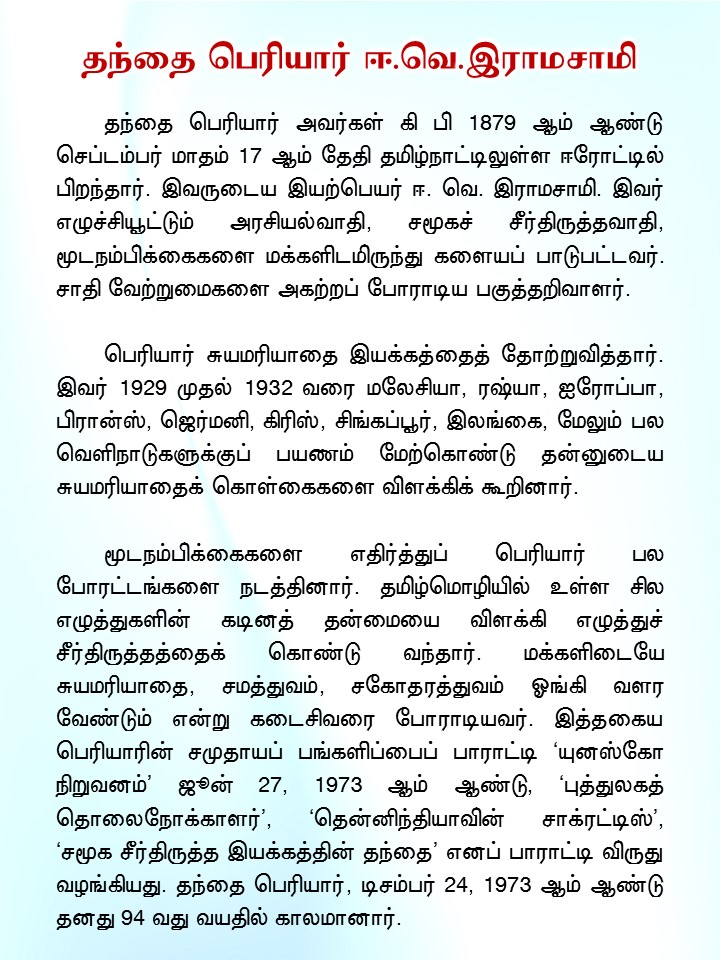 தந்தை பெரியார் ஈ.வெ.இராமசாமி
தந்தை பெரியார் அவர்கள் கி பி 1879 ஆம் ஆண்டு
செப்டம்பர் மாதம் 17 ஆம் தேதி தமிழ்நாட்டிலுள்ள ஈரோட்டில்
பிறந்தார். இவருடைய இயற்பெயர் ஈ. வெ. இராமசாமி. இவர்
எழுச்சியூட்டும் அரசியல்வாதி, சமூகச் சீர்திருத்தவாதி,
மூடநம்பிக்கைகளை மக்களிடமிருந்து களையப் பாடுபட்டவர்.
சாதி வேற்றுமைகளை அகற்றப் போராடிய பகுத்தறிவாளர்.
பெரியார் சுயமரியாதை இயக்கத்தைத் தோற்றுவித்தார்.
இவர் 1929 முதல் 1932 வரை மலேசியா, ரஷ்யா, ஐரோப்பா,
பிரான்ஸ், ஜெர்மனி, கிரிஸ், சிங்கப்பூர், இலங்கை, மேலும் பல
வெளிநாடுகளுக்குப் பயணம் மேற்கொண்டு தன்னுடைய
சுயமரியாதைக் கொள்கைகளை விளக்கிக் கூறினார்.
மூடநம்பிக்கைகளை எதிர்த்துப் பெரியார் பல
போரட்டங்களை நடத்தினார். தமிழ்மொழியில் உள்ள சில
எழுத்துகளின் கடினத் தன்மையை விளக்கி எழுத்துச்
சீர்திருத்தத்தைக் கொண்டு வந்தார். மக்களிடையே
சுயமரியாதை, சமத்துவம், சகோதரத்துவம் ஓங்கி வளர
வேண்டும் என்று கடைசிவரை போராடியவர். இத்தகைய
பெரியாரின் சமுதாயப் பங்களிப்பைப் பாராட்டி ‘யுனஸ்கோ
நிறுவனம்’ ஜூன் 27, 1973 ஆம் ஆண்டு, ‘புத்துலகத்
தொலைநோக்காளர்’, ‘தென்னிந்தியாவின் சாக்ரட்டிஸ்’,
‘சமூக சீர்திருத்த இயக்கத்தின் தந்தை’ எனப் பாராட்டி விருது
வழங்கியது. தந்தை பெரியார், டிசம்பர் 24, 1973 ஆம் ஆண்டு
தனது 94 வது வயதில் காலமானார்.